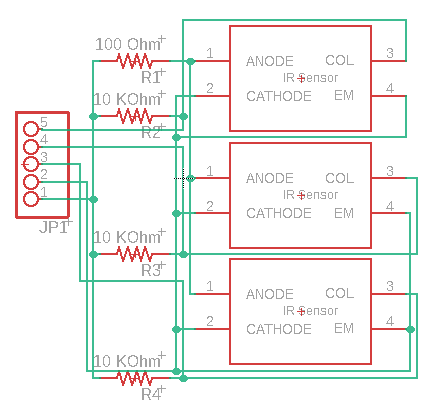 100 Ohm
R1
10 KOhm
R2
10 KOhm
R3
10 KOhm
R4
5
4
3
2
1
JP1
1 ANODE COL 3
IR Sensor
2 CATHODE EM 4
1 ANODE COL 3
IR Sensor
2 CATHODE EM 4
1 ANODE COL 3
IR Sensor
2 CATHODE EM 4